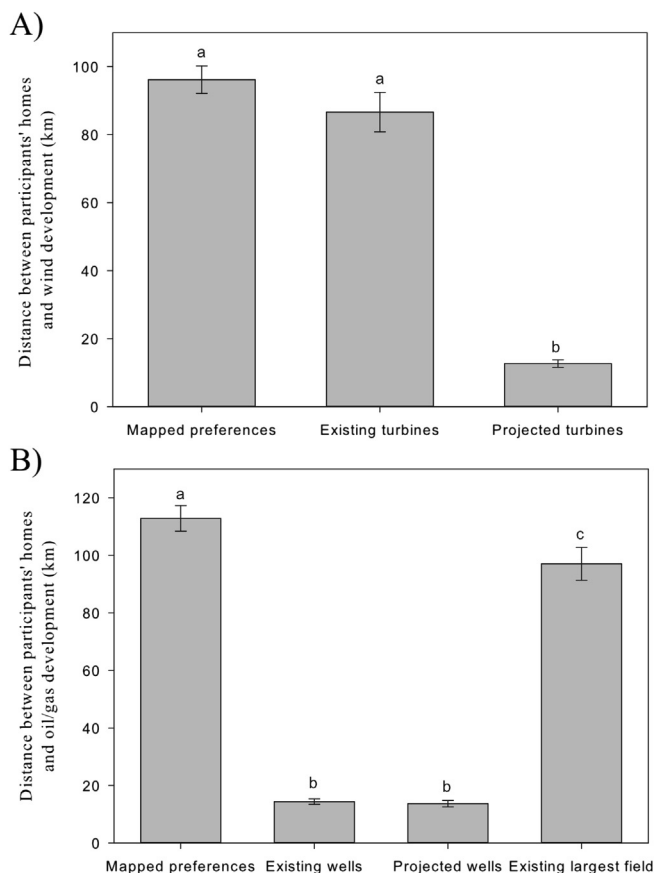 A)
Distance between participants' homes
and wind development (km)
100
80
60
40
20
0
a
a
b
Mapped preferences
Existing turbines
Projected turbines
B)
Distance between participants' homes
and oil/gas development (km)
120
100
80
60
40
20
0
a
b
b
c
Mapped preferences
Existing wells
Projected wells
Existing largest field